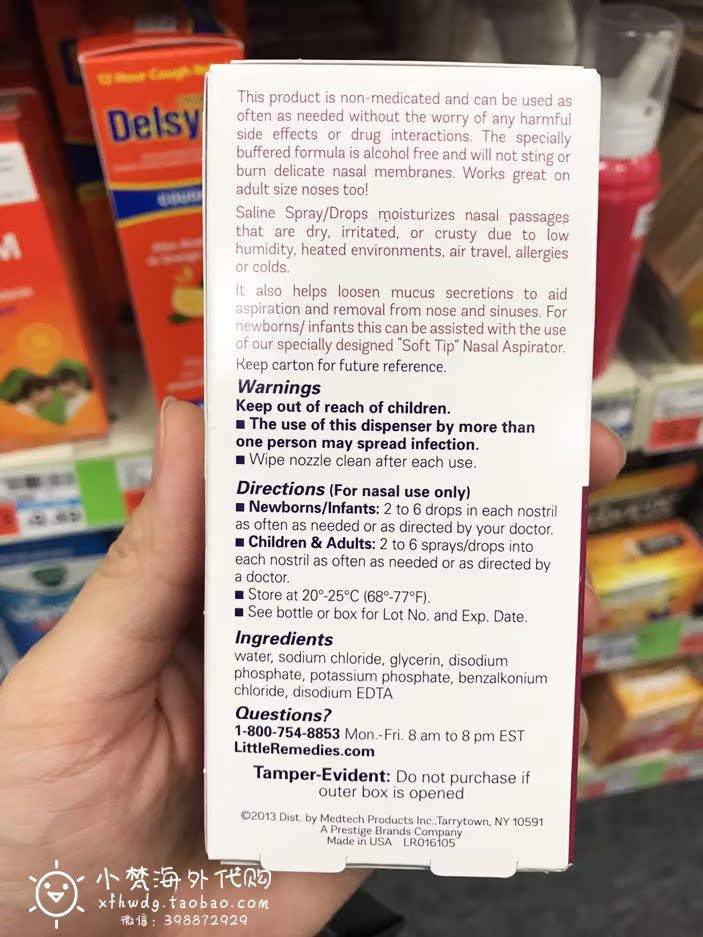 12 Hour Cough Re
Delsy
COUGH
M
This product is non-medicated and can be used as
often as needed without the worry of any harmful
side effects or drug interactions. The specially
buffered formula is alcohol free and will not sting or
burn delicate nasal membranes. Works great on
adult size noses too!
Saline Spray/Drops moisturizes nasal passages
that are dry, irritated, or crusty due to low
humidity, heated environments, air travel, allergies
or colds.
It also helps loosen mucus secretions to aid
aspiration and removal from nose and sinuses. For
newborns/ infants this can be assisted with the use
of our specially designed “Soft Tip” Nasal Aspirator.
Keep carton for future reference.
Warnings
Keep out of reach of children.
■ The use of this dispenser by more than
one person may spread infection.
■ Wipe nozzle clean after each use.
Directions (For nasal use only)
■ Newborns/Infants: 2 to 6 drops in each nostril
as often as needed or as directed by your doctor.
■ Children & Adults: 2 to 6 sprays/drops into
each nostril as often as needed or as directed by
a doctor.
■ Store at 20°-25°C (68°-77°F).
■ See bottle or box for Lot No. and Exp. Date.
Ingredients
water, sodium chloride, glycerin, disodium
phosphate, potassium phosphate, benzalkonium
chloride, disodium EDTA
Questions?
1-800-754-8853 Mon.-Fri. 8 am to 8 pm EST
LittleRemedies.com
Tamper-Evident: Do not purchase if
outer box is opened
©2013 Dist. by Medtech Products Inc.,Tarrytown, NY 10591
A Prestige Brands Company
Made in USA LR016105
小梵海外代购
xfhwdg.taobao.com
微信: 398872929